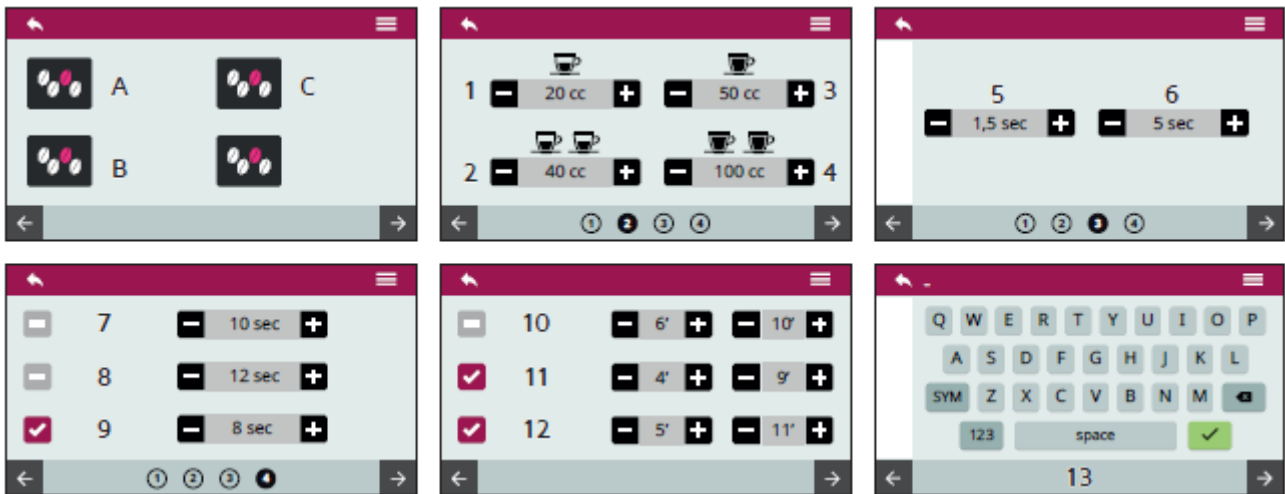 A C
B
1 20 cc 50 cc 3
2 40 cc 100 cc 4
1 2 3 4
5 6
1,5 sec 5 sec
1 2 3 4
7 10 sec
8 12 sec
9 8 sec
1 2 3 4
10 6' 10'
11 4' 9'
12 5' 11'
Q W E R T Y U I O P
A S D F G H J K L
SYM Z X C V B N M
123 space
13